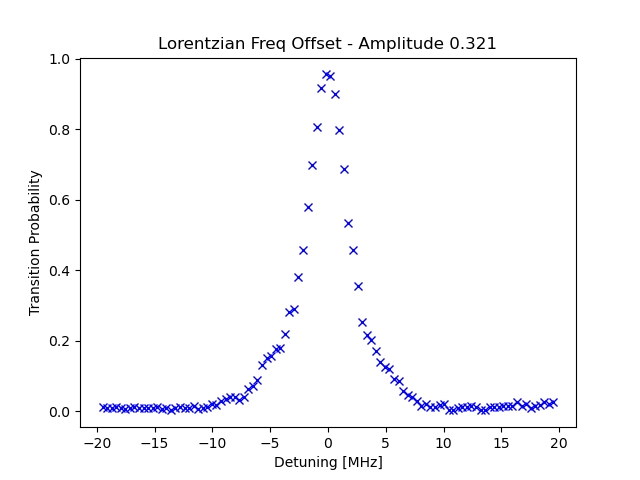 Lorentzian Freq Offset - Amplitude 0.321
Transition Probability
1.0
0.8
0.6
0.4
0.2
0.0
−20 −15 −10 −5 0 5 10 15 20
Detuning [MHz]